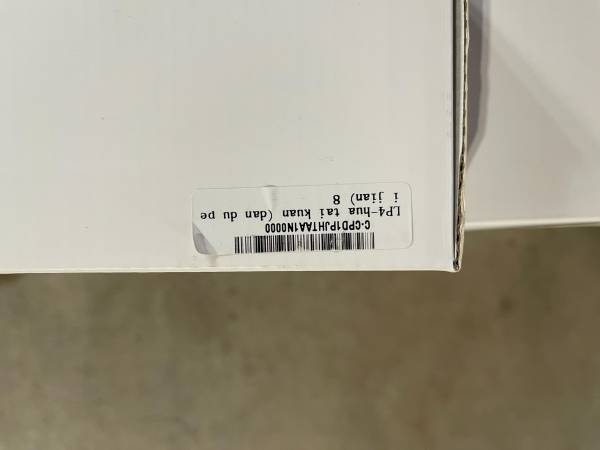 C-CPD1PJHTAA1N0000
LP4-hua tai kuan (dan du pe
i jian) 8